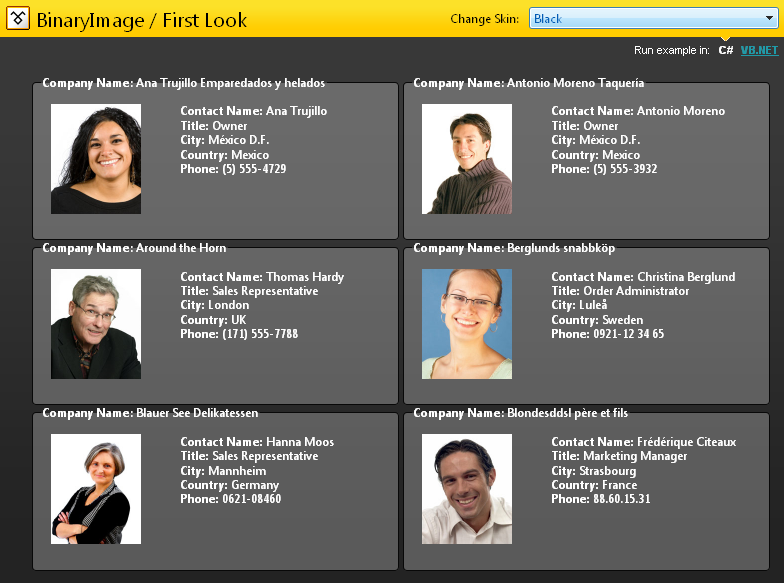 BinaryImage / First Look
Change Skin:
Black
Run example in: C# VB.NET
Company Name: Ana Trujillo Emparedados y helados
Contact Name: Ana Trujillo
Title: Owner
City: México D.F.
Country: Mexico
Phone: (5) 555-4729
Company Name: Antonio Moreno Taquería
Contact Name: Antonio Moreno
Title: Owner
City: México D.F.
Country: Mexico
Phone: (5) 555-3932
Company Name: Around the Horn
Contact Name: Thomas Hardy
Title: Sales Representative
City: London
Country: UK
Phone: (171) 555-7788
Company Name: Berglunds snabbköp
Contact Name: Christina Berglund
Title: Order Administrator
City: Luleå
Country: Sweden
Phone: 0921-12 34 65
Company Name: Blauer See Delikatessen
Contact Name: Hanna Moos
Title: Sales Representative
City: Mannheim
Country: Germany
Phone: 0621-08460
Company Name: Blondesddsl père et fils
Contact Name: Frédérique Citeaux
Title: Marketing Manager
City: Strasbourg
Country: France
Phone: 88.60.15.31